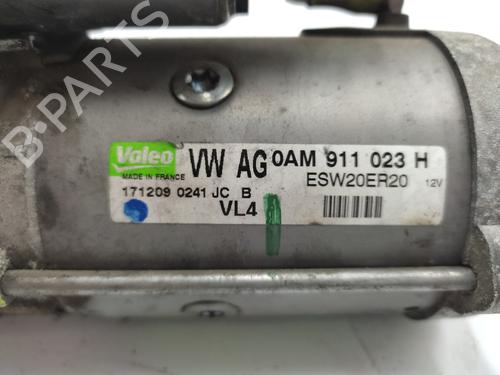 B-PARTS
Valeo VW AG 0AM 911 023 H
MADE IN FRANCE ESW20ER20 12V
171209 0241 JC B
VL4